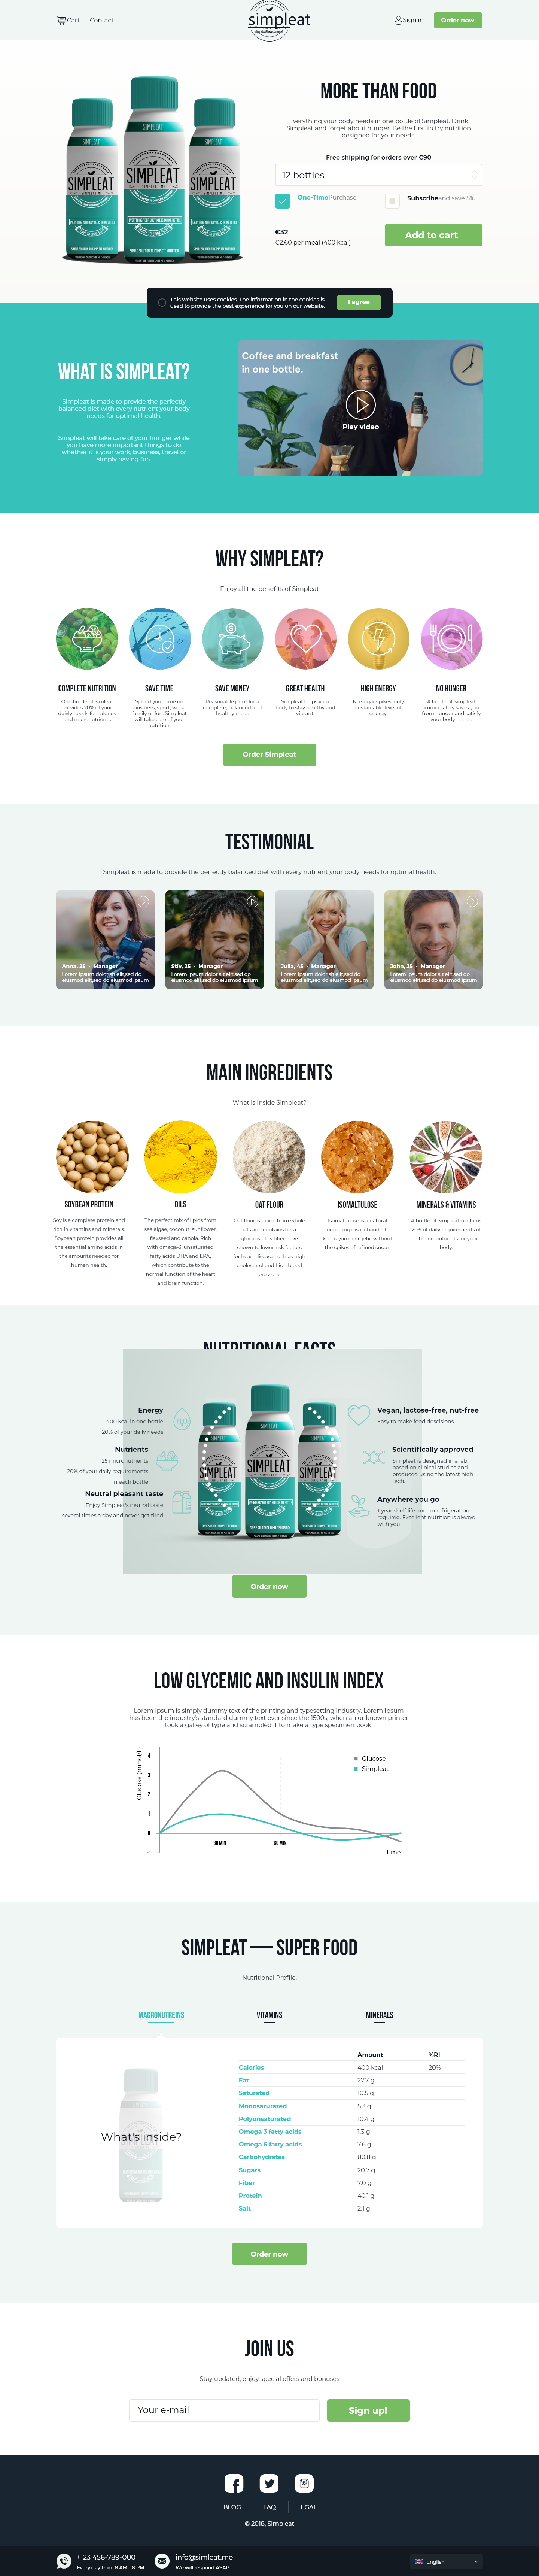 Cart
Contact
simpleat
Sign in
Order now
MORE THAN FOOD
Everything your body needs in one bottle of Simpleat. Drink
Simpleat and forget about hunger. Be the first to try nutrition
designed for your needs.
Free shipping for orders over €90
12 bottles
One-Time Purchase
Subscribe and save 5%
€32
€2.60 per meal (400 kcal)
Add to cart
SIMPLEAT
SIMPLEAT
SIMPLEAT
This website uses cookies. The information in the cookies is
used to provide the best experience for you on our website.
I agree
WHAT IS SIMPLEAT?
Simpleat is made to provide the perfectly
balanced diet with every nutrient your body
needs for optimal health.
Simpleat will take care of your hunger while
you have more important things to do
whether it is your work, business, travel or
simply having fun.
Coffee and breakfast
in one bottle.
Play video
WHY SIMPLEAT?
Enjoy all the benefits of Simpleat
COMPLETE NUTRITION
One bottle of Simleat
provides 20% of your
dayly needs for calories
and micronutrients
SAVE TIME
Spend your time on
business, sport, work,
family or fun. Simpleat
will take care of your
nutrition.
SAVE MONEY
Reasonable price for a
complete, balanced and
healthy meal.
GREAT HEALTH
Simpleat helps your
body to stay healthy and
vibrant.
HIGH ENERGY
No sugar spikes, only
sustainable level of
energy.
NO HUNGER
A bottle of Simpleat
immediately saves you
from hunger and satisfy
your body needs.
Order Simpleat
TESTIMONIAL
Simpleat is made to provide the perfectly balanced diet with every nutrient your body needs for optimal health.
Anna, 25 • Manager
Lorem ipsum dolor sit elit,sed do
eiusmod elit,sed do eiusmod ipsum
Stiv, 25 • Manager
Lorem ipsum dolor sit elit,sed do
eiusmod elit,sed do eiusmod ipsum
Julia, 45 • Manager
Lorem ipsum dolor sit elit,sed do
eiusmod elit,sed do eiusmod ipsum
John, 35 • Manager
Lorem ipsum dolor sit elit,sed do
eiusmod elit,sed do eiusmod ipsum
MAIN INGREDIENTS
What is inside Simpleat?
SOYBEAN PROTEIN
Soy is a complete protein and
rich in vitamins and minerals.
Soybean protein provides all
the essential amino acids in
the amounts needed for
human health.
OILS
The perfect mix of lipids from
sea algae, coconut, sunflower,
flaxseed and canola. Rich
with omega-3, unsaturated
fatty acids DHA and EPA,
which contribute to the
normal function of the heart
and brain function.
OAT FLOUR
Oat flour is made from whole
oats and contains beta-
glucans. This fiber have
shown to lower risk factors
for heart disease such as high
cholesterol and high blood
pressure.
ISOMALTULOSE
Isomaltulose is a natural
occurring disaccharide. It
keeps you energetic without
the spikes of refined sugar.
MINERALS & VITAMINS
A bottle of Simpleat contains
20% of daily requirements of
all micronutrients for your
body.
NUTRITIONAL FACTS
Energy
400 kcal in one bottle
20% of your daily needs
Nutrients
25 micronutrients
20% of your daily requirements
in each bottle
Neutral pleasant taste
Enjoy Simpleat's neutral taste
several times a day and never get tired
SIMPLEAT
SIMPLEAT
SIMPLEAT
Vegan, lactose-free, nut-free
Easy to make food descisions.
Scientifically approved
Simpleat is designed in a lab,
based on clinical studies and
produced using the latest high-
tech.
Anywhere you go
1-year shelf life and no refrigeration
required. Excellent nutrition is always
with you
Order now
LOW GLYCEMIC AND INSULIN INDEX
Lorem Ipsum is simply dummy text of the printing and typesetting industry. Lorem Ipsum
has been the industry's standard dummy text ever since the 1500s, when an unknown printer
took a galley of type and scrambled it to make a type specimen book.
Glucose (mmol/L)
4
3
2
1
0
-1
30 MIN
60 MIN
Time
Glucose
Simpleat
SIMPLEAT — SUPER FOOD
Nutritional Profile.
MACRONUTREINS
VITAMINS
MINERALS
What's inside?
Amount
%RI
Calories 400 kcal 20%
Fat 27.7 g
Saturated 10.5 g
Monosaturated 5.3 g
Polyunsaturated 10.4 g
Omega 3 fatty acids 1.3 g
Omega 6 fatty acids 7.6 g
Carbohydrates 80.8 g
Sugars 20.7 g
Fiber 7.0 g
Protein 40.1 g
Salt 2.1 g
Order now
JOIN US
Stay updated, enjoy special offers and bonuses
Your e-mail
Sign up!
BLOG
FAQ
LEGAL
© 2018, Simpleat
+123 456-789-000
Every day from 8 AM - 8 PM
info@simleat.me
We will respond ASAP
English